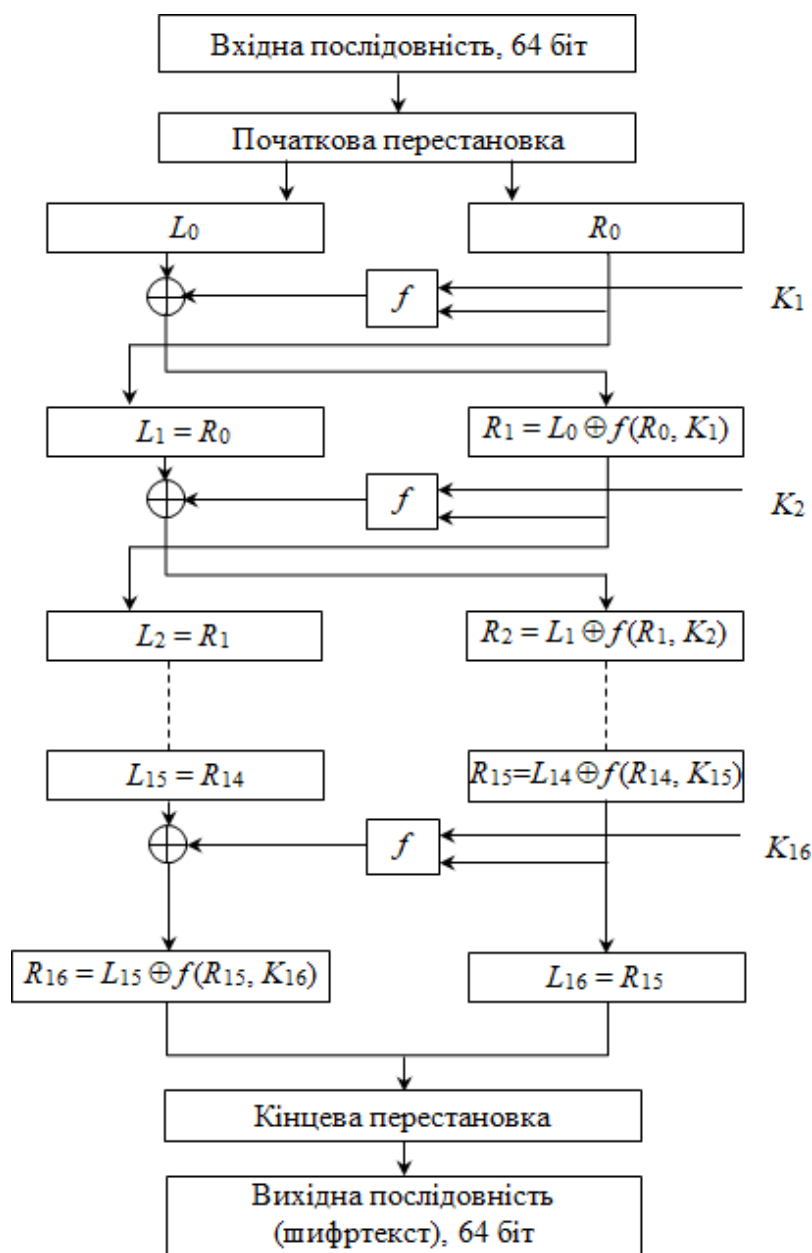 Вхідна послідовність, 64 біт
Початкова перестановка
L₀
R₀
f
K₁
L₁ = R₀
R₁ = L₀ ⊕ f(R₀, K₁)
f
K₂
L₂ = R₁
R₂ = L₁ ⊕ f(R₁, K₂)
L₁₅ = R₁₄
R₁₅=L₁₄ ⊕ f(R₁₄, K₁₅)
f
K₁₆
R₁₆ = L₁₅ ⊕ f(R₁₅, K₁₆)
L₁₆ = R₁₅
Кінцева перестановка
Вихідна послідовність
(шифртекст), 64 біт